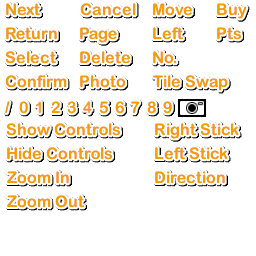 Next Cancel Move Buy
Return Page Left Pts
Select Delete No.
Confirm Photo Tile Swap
/ 0 1 2 3 4 5 6 7 8 9
Show Controls Right Stick
Hide Controls Left Stick
Zoom In Direction
Zoom Out